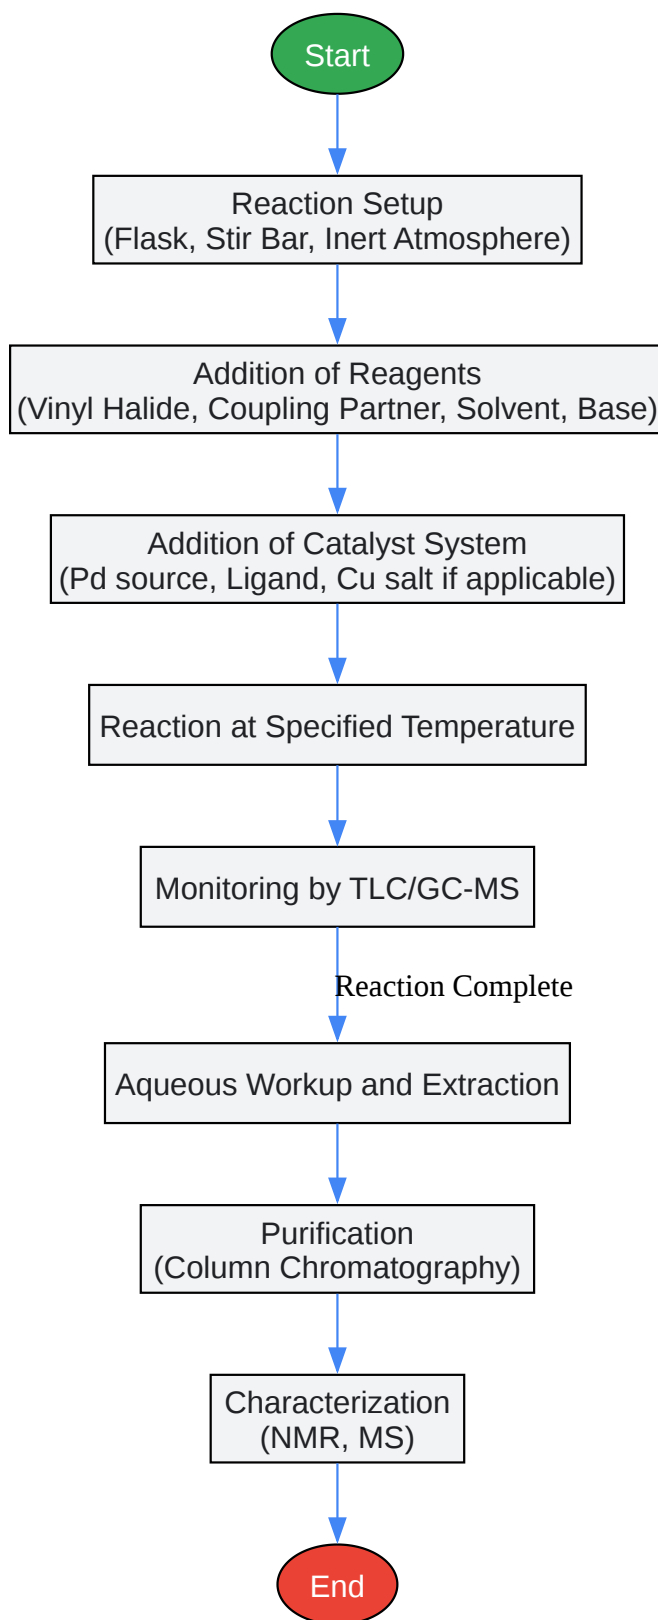 Start
Reaction Setup
(Flask, Stir Bar, Inert Atmosphere)
Addition of Reagents
(Vinyl Halide, Coupling Partner, Solvent, Base)
Addition of Catalyst System
(Pd source, Ligand, Cu salt if applicable)
Reaction at Specified Temperature
Monitoring by TLC/GC-MS
Reaction Complete
Aqueous Workup and Extraction
Purification
(Column Chromatography)
Characterization
(NMR, MS)
End